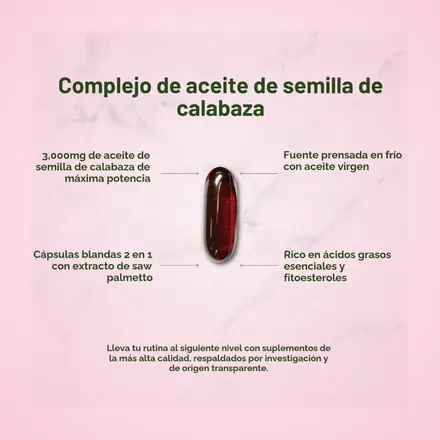 Complejo de aceite de semilla de
calabaza
3,000mg de aceite de
semilla de calabaza de
máxima potencia
Fuente prensada en frío
con aceite virgen
Cápsulas blandas 2 en 1
con extracto de saw
palmetto
Rico en ácidos grasos
esenciales y
fitoesteroles
Lleva tu rutina al siguiente nivel con suplementos de
la más alta calidad, respaldados por investigación y
de origen transparente.